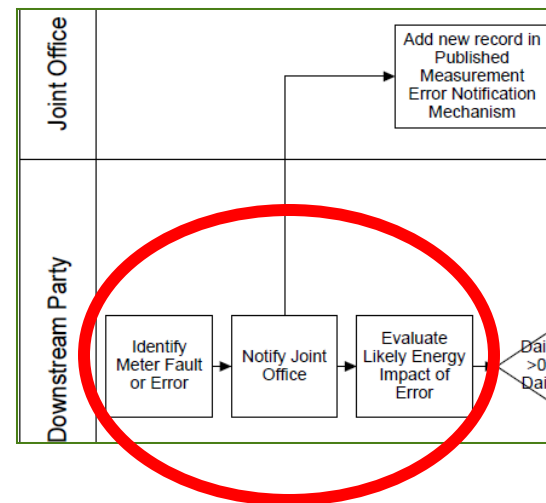 Joint Office
Add new record in
Published
Measurement
Error Notification
Mechanism
Downstream Party
Identify
Meter Fault
or Error
Notify Joint
Office
Evaluate
Likely Energy
Impact of
Error
>0